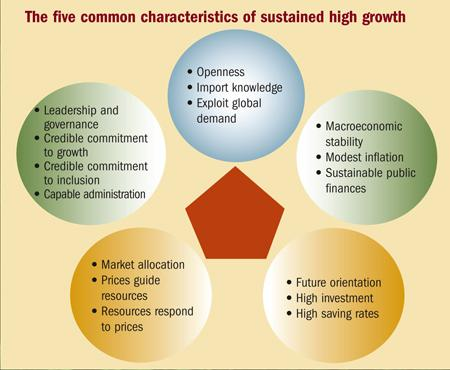 The five common characteristics of sustained high growth
• Openness
• Import knowledge
• Exploit global
demand
• Leadership and
governance
• Credible commitment
to growth
• Credible commitment
to inclusion
• Capable administration
• Macroeconomic
stability
• Modest inflation
• Sustainable public
finances
• Market allocation
• Prices guide
resources
• Resources respond
to prices
• Future orientation
• High investment
• High saving rates